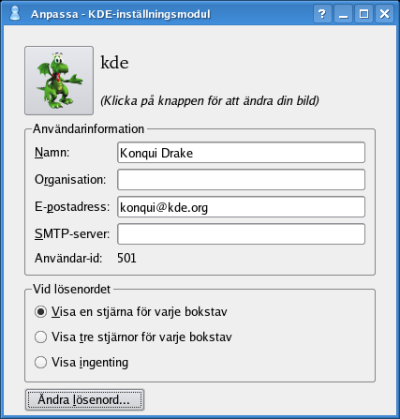 Anpassa - KDE-inställningsmodul
kde
(Klicka på knappen för att ändra din bild)
Användarinformation
Namn: Konqui Drake
Organisation:
E-postadress: konqui@kde.org
SMTP-server:
Användar-id: 501
Vid lösenordet
Visa en stjärna för varje bokstav
Visa tre stjärnor för varje bokstav
Visa ingenting
Ändra lösenord...